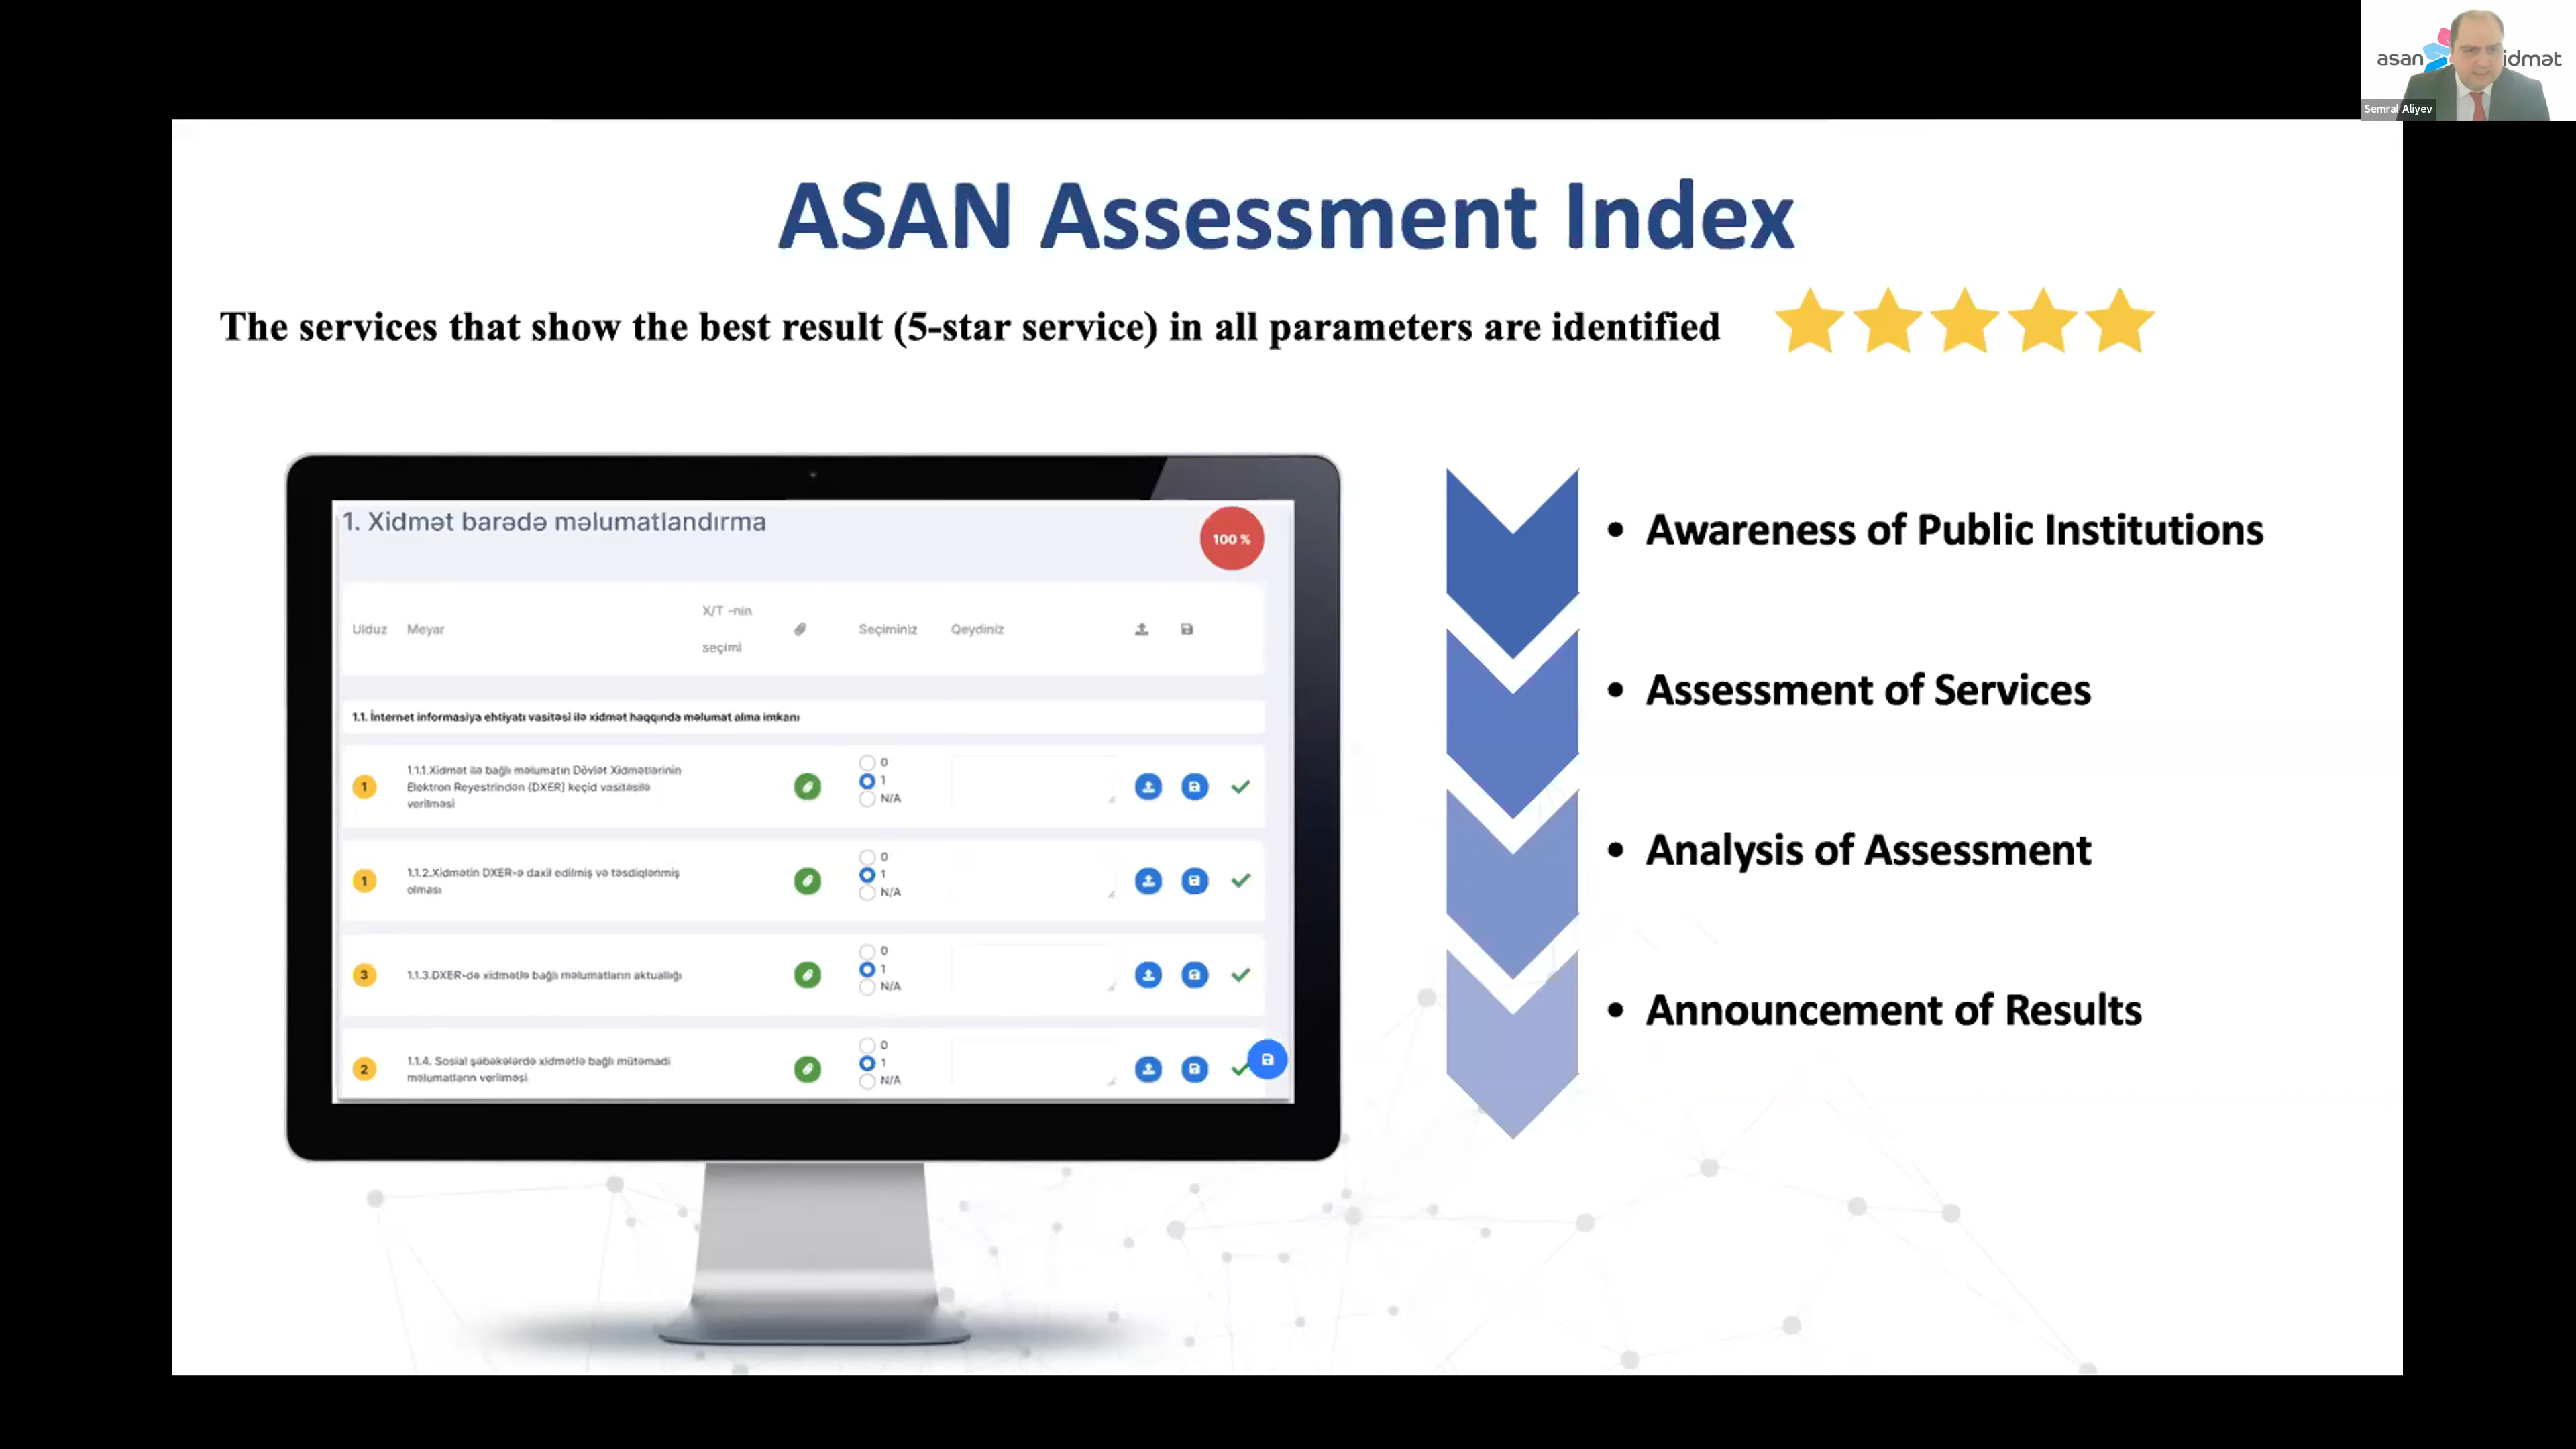 asan idmət
Semral Aliyev
ASAN Assessment Index
The services that show the best result (5-star service) in all parameters are identified
1. Xidmət barədə məlumatlandırma
100 %
Ulduz Meyar X/T -nin seçimi Seçiminiz Qeydiniz
1.1. İnternet informasiya ehtiyatı vasitəsi ilə xidmət haqqında məlumat alma imkanı
1 1.1.1.Xidmət ilə bağlı məlumatın Dövlət Xidmətlərinin
Elektron Reyestrindən (DXER) keçid vasitəsilə
verilməsi
0
1
N/A
1 1.1.2.Xidmətin DXER-ə daxil edilmiş və təsdiqlənmiş
olması
0
1
N/A
3 1.1.3.DXER-də xidmətlə bağlı məlumatların aktuallığı
0
1
N/A
2 1.1.4. Sosial şəbəkələrdə xidmətlə bağlı mütəmadi
məlumatların verilməsi
0
1
N/A
• Awareness of Public Institutions
• Assessment of Services
• Analysis of Assessment
• Announcement of Results